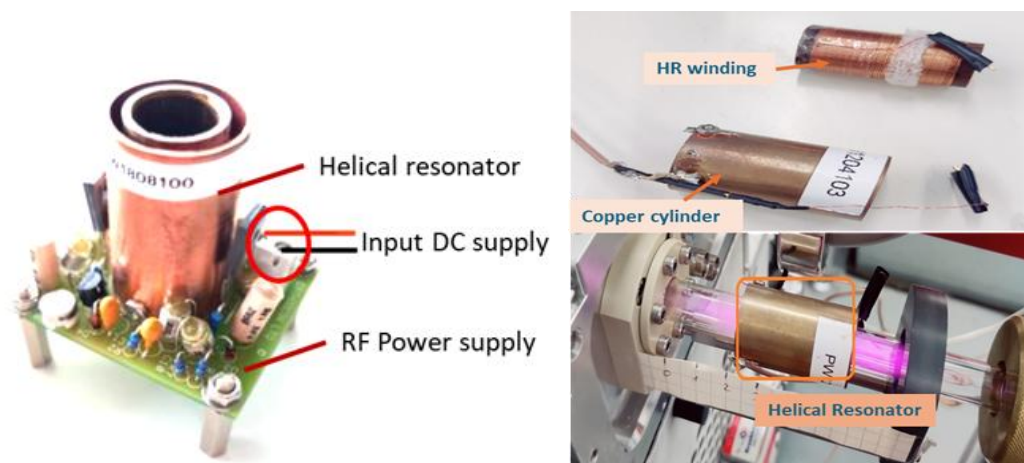 01808100
Helical resonator
Input DC supply
RF Power supply
HR winding
Copper cylinder
1204103
PW
Helical Resonator